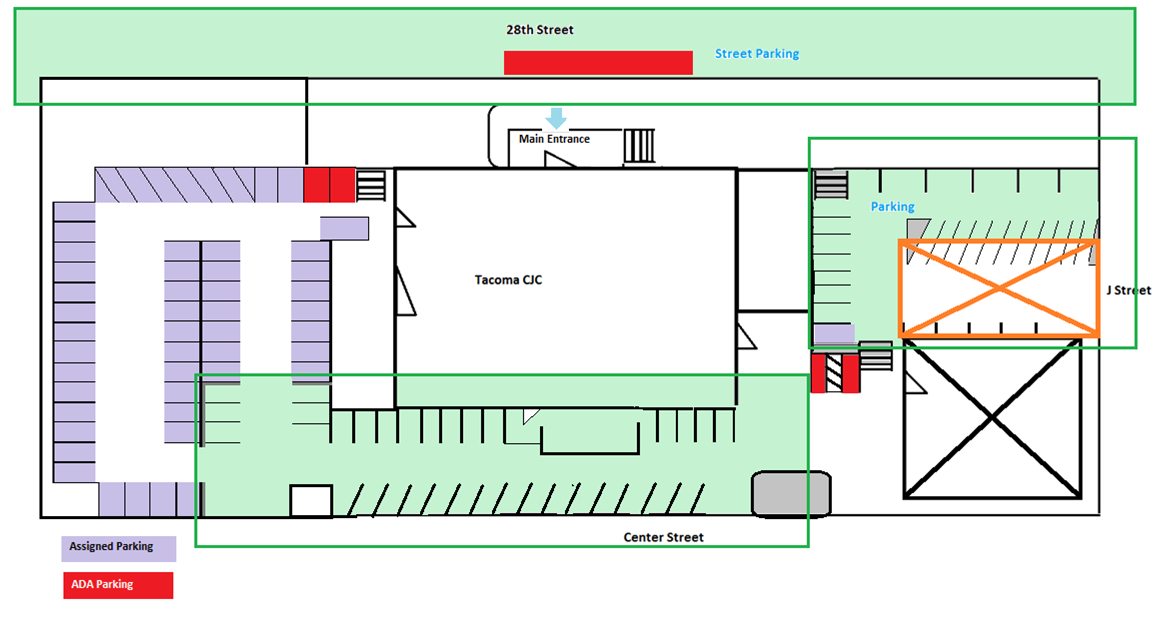 28th Street
Street Parking
Main Entrance
Parking
Tacoma CJC
J Street
Center Street
Assigned Parking
ADA Parking